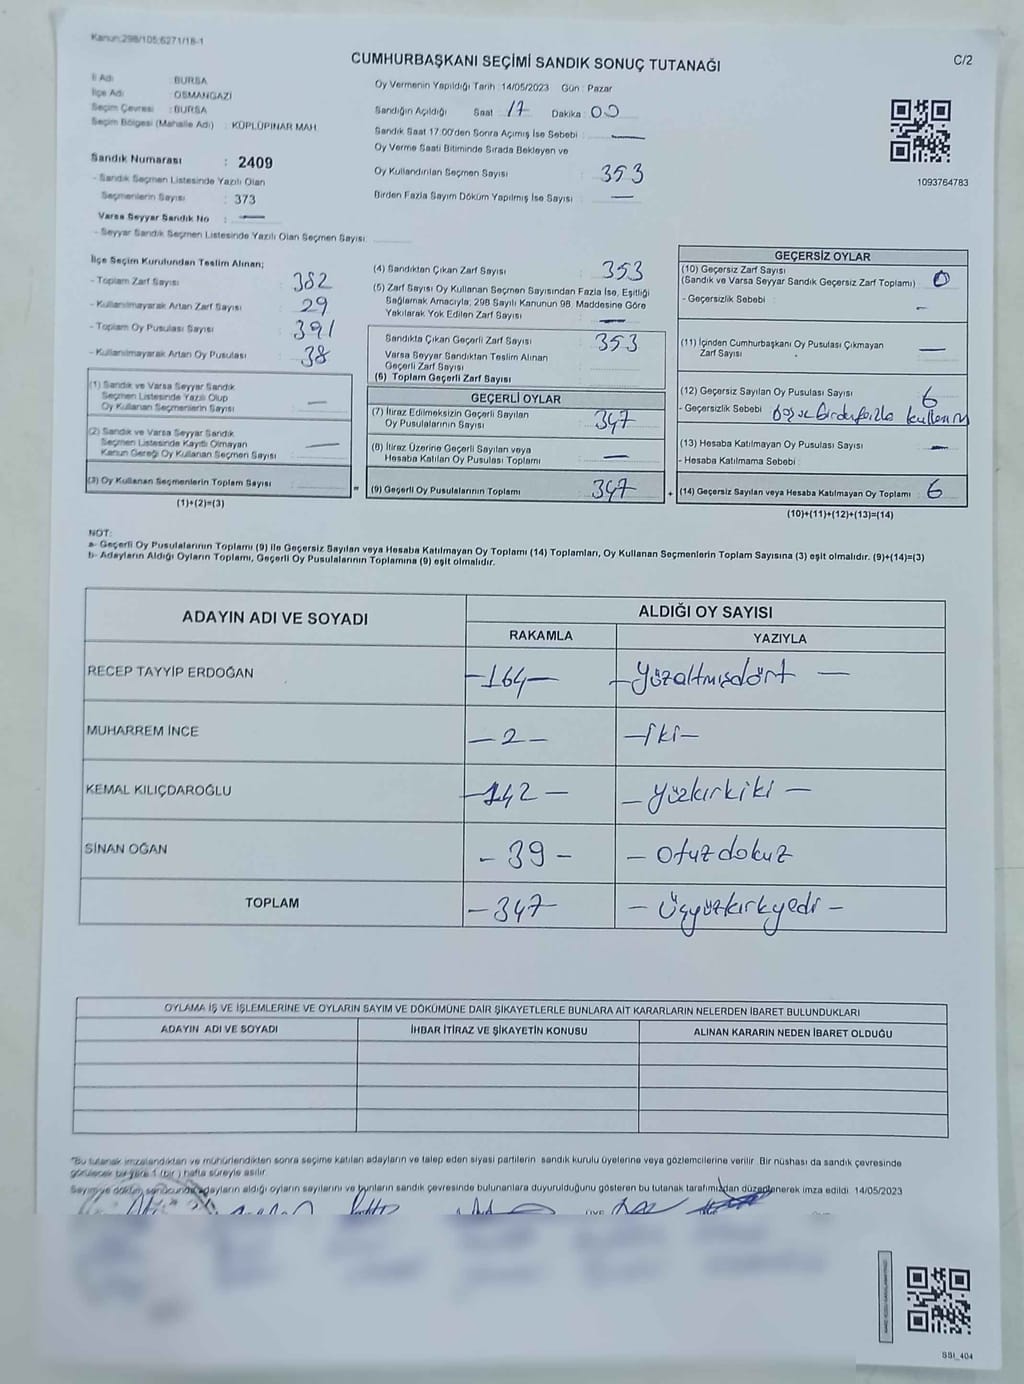 Kanun:298/105;6271/18-1
CUMHURBAŞKANI SEÇİMİ SANDIK SONUÇ TUTANAĞI
C/2
İl Adı : BURSA
İlçe Adı : OSMANGAZİ
Seçim Çevresi : BURSA
Seçim Bölgesi (Mahalle Adı) : KÜPLÜPINAR MAH.
Sandık Numarası : 2409
- Sandık Seçmen Listesinde Yazılı Olan
Seçmenlerin Sayısı : 373
Varsa Seyyar Sandık No : —
- Seyyar Sandık Seçmen Listesinde Yazılı Olan Seçmen Sayısı:
Oy Vermenin Yapıldığı Tarih : 14/05/2023 Gün : Pazar
Sandığın Açıldığı Saat : 17 Dakika : 00
Sandık Saat 17:00'den Sonra Açılmış İse Sebebi : —
Oy Verme Saati Bitiminde Sırada Bekleyen ve
Oy Kullandırılan Seçmen Sayısı : 353
Birden Fazla Sayım Döküm Yapılmış İse Sayısı : —
1093764783
İlçe Seçim Kurulundan Teslim Alınan;
- Toplam Zarf Sayısı : 382
- Kullanılmayarak Artan Zarf Sayısı : 29
- Toplam Oy Pusulası Sayısı : 391
- Kullanılmayarak Artan Oy Pusulası : 38
(1) Sandık ve Varsa Seyyar Sandık
Seçmen Listesinde Yazılı Olup
Oy Kullanan Seçmenlerin Sayısı : —
(2) Sandık ve Varsa Seyyar Sandık
Seçmen Listesinde Kayıtlı Olmayan
Kanun Gereği Oy Kullanan Seçmen Sayısı : —
(3) Oy Kullanan Seçmenlerin Toplam Sayısı :
(1)+(2)=(3)
(4) Sandıktan Çıkan Zarf Sayısı : 353
(5) Zarf Sayısı Oy Kullanan Seçmen Sayısından Fazla İse, Eşitliği
Sağlamak Amacıyla; 298 Sayılı Kanunun 98. Maddesine Göre
Yakılarak Yok Edilen Zarf Sayısı : —
Sandıkta Çıkan Geçerli Zarf Sayısı : 353
Varsa Seyyar Sandıktan Teslim Alınan
Geçerli Zarf Sayısı :
(6) Toplam Geçerli Zarf Sayısı :
GEÇERLİ OYLAR
(7) İtiraz Edilmeksizin Geçerli Sayılan
Oy Pusulalarının Sayısı : 347
(8) İtiraz Üzerine Geçerli Sayılan veya
Hesaba Katılan Oy Pusulası Toplamı : —
= (9) Geçerli Oy Pusulalarının Toplamı : 347
GEÇERSİZ OYLAR
(10) Geçersiz Zarf Sayısı
(Sandık ve Varsa Seyyar Sandık Geçersiz Zarf Toplamı) : 0
- Geçersizlik Sebebi : —
(11) İçinden Cumhurbaşkanı Oy Pusulası Çıkmayan
Zarf Sayısı : —
(12) Geçersiz Sayılan Oy Pusulası Sayısı : 6
- Geçersizlik Sebebi : boş ve birden fazla
(13) Hesaba Katılmayan Oy Pusulası Sayısı : —
- Hesaba Katılmama Sebebi :
+ (14) Geçersiz Sayılan veya Hesaba Katılmayan Oy Toplamı : 6
(10)+(11)+(12)+(13)=(14)
NOT:
a- Geçerli Oy Pusulalarının Toplamı (9) ile Geçersiz Sayılan veya Hesaba Katılmayan Oy Toplamı (14) Toplamları, Oy Kullanan Seçmenlerin Toplam Sayısına (3) eşit olmalıdır. (9)+(14)=(3)
b- Adayların Aldığı Oyların Toplamı, Geçerli Oy Pusulalarının Toplamına (9) eşit olmalıdır.
ADAYIN ADI VE SOYADI
ALDIĞI OY SAYISI
RAKAMLA YAZIYLA
RECEP TAYYİP ERDOĞAN -164- -Yüzaltmışdört-
MUHARREM İNCE -2- -iki-
KEMAL KILIÇDAROĞLU -142- -yüzkırkiki-
SİNAN OĞAN -39- -otuzdokuz
TOPLAM -347- -Üçyüzkırkyedi-
OYLAMA İŞ VE İŞLEMLERİNE VE OYLARIN SAYIM VE DÖKÜMÜNE DAİR ŞİKAYETLERLE BUNLARA AİT KARARLARIN NELERDEN İBARET BULUNDUKLARI
ADAYIN ADI VE SOYADI İHBAR İTİRAZ VE ŞİKAYETİN KONUSU ALINAN KARARIN NEDEN İBARET OLDUĞU
*Bu tutanak imzalandıktan ve mühürlendikten sonra seçime katılan adayların ve talep eden siyasi partilerin sandık kurulu üyelerine veya gözlemcilerine verilir. Bir nüshası da sandık çevresinde
görülecek bir yere 1 (bir ) hafta süreyle asılır.
Sayım ve döküm sonucunda adayların aldığı oyların sayılarını ve bunların sandık çevresinde bulunanlara duyurulduğunu gösteren bu tutanak tarafımızdan düzenlenerek imza edildi. 14/05/2023
SSI_404